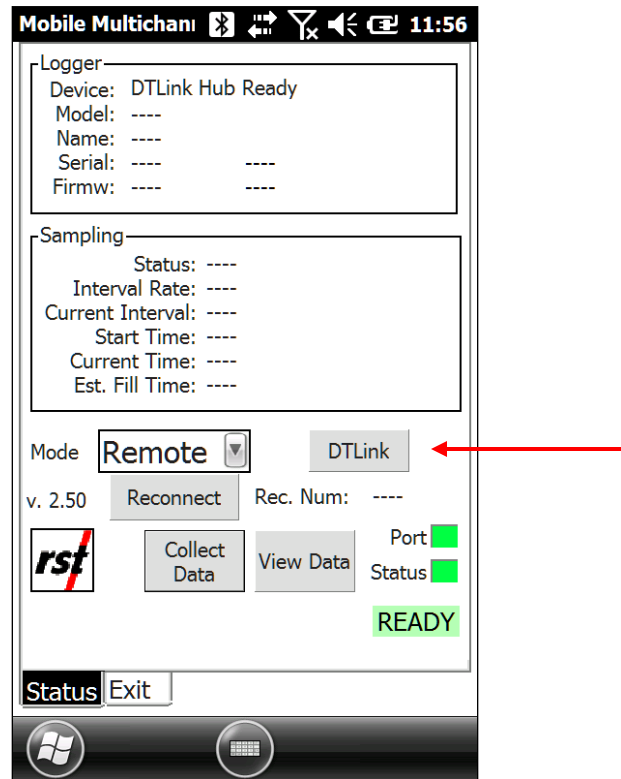 Mobile Multichan 11:56
Logger
Device: DTLink Hub Ready
Model: ----
Name: ----
Serial: ---- ----
Firmw: ---- ----
Sampling
Status: ----
Interval Rate: ----
Current Interval: ----
Start Time: ----
Current Time: ----
Est. Fill Time: ----
Mode Remote DTLink
v. 2.50 Reconnect Rec. Num: ----
rst Collect Data View Data Port
Status
READY
Status Exit